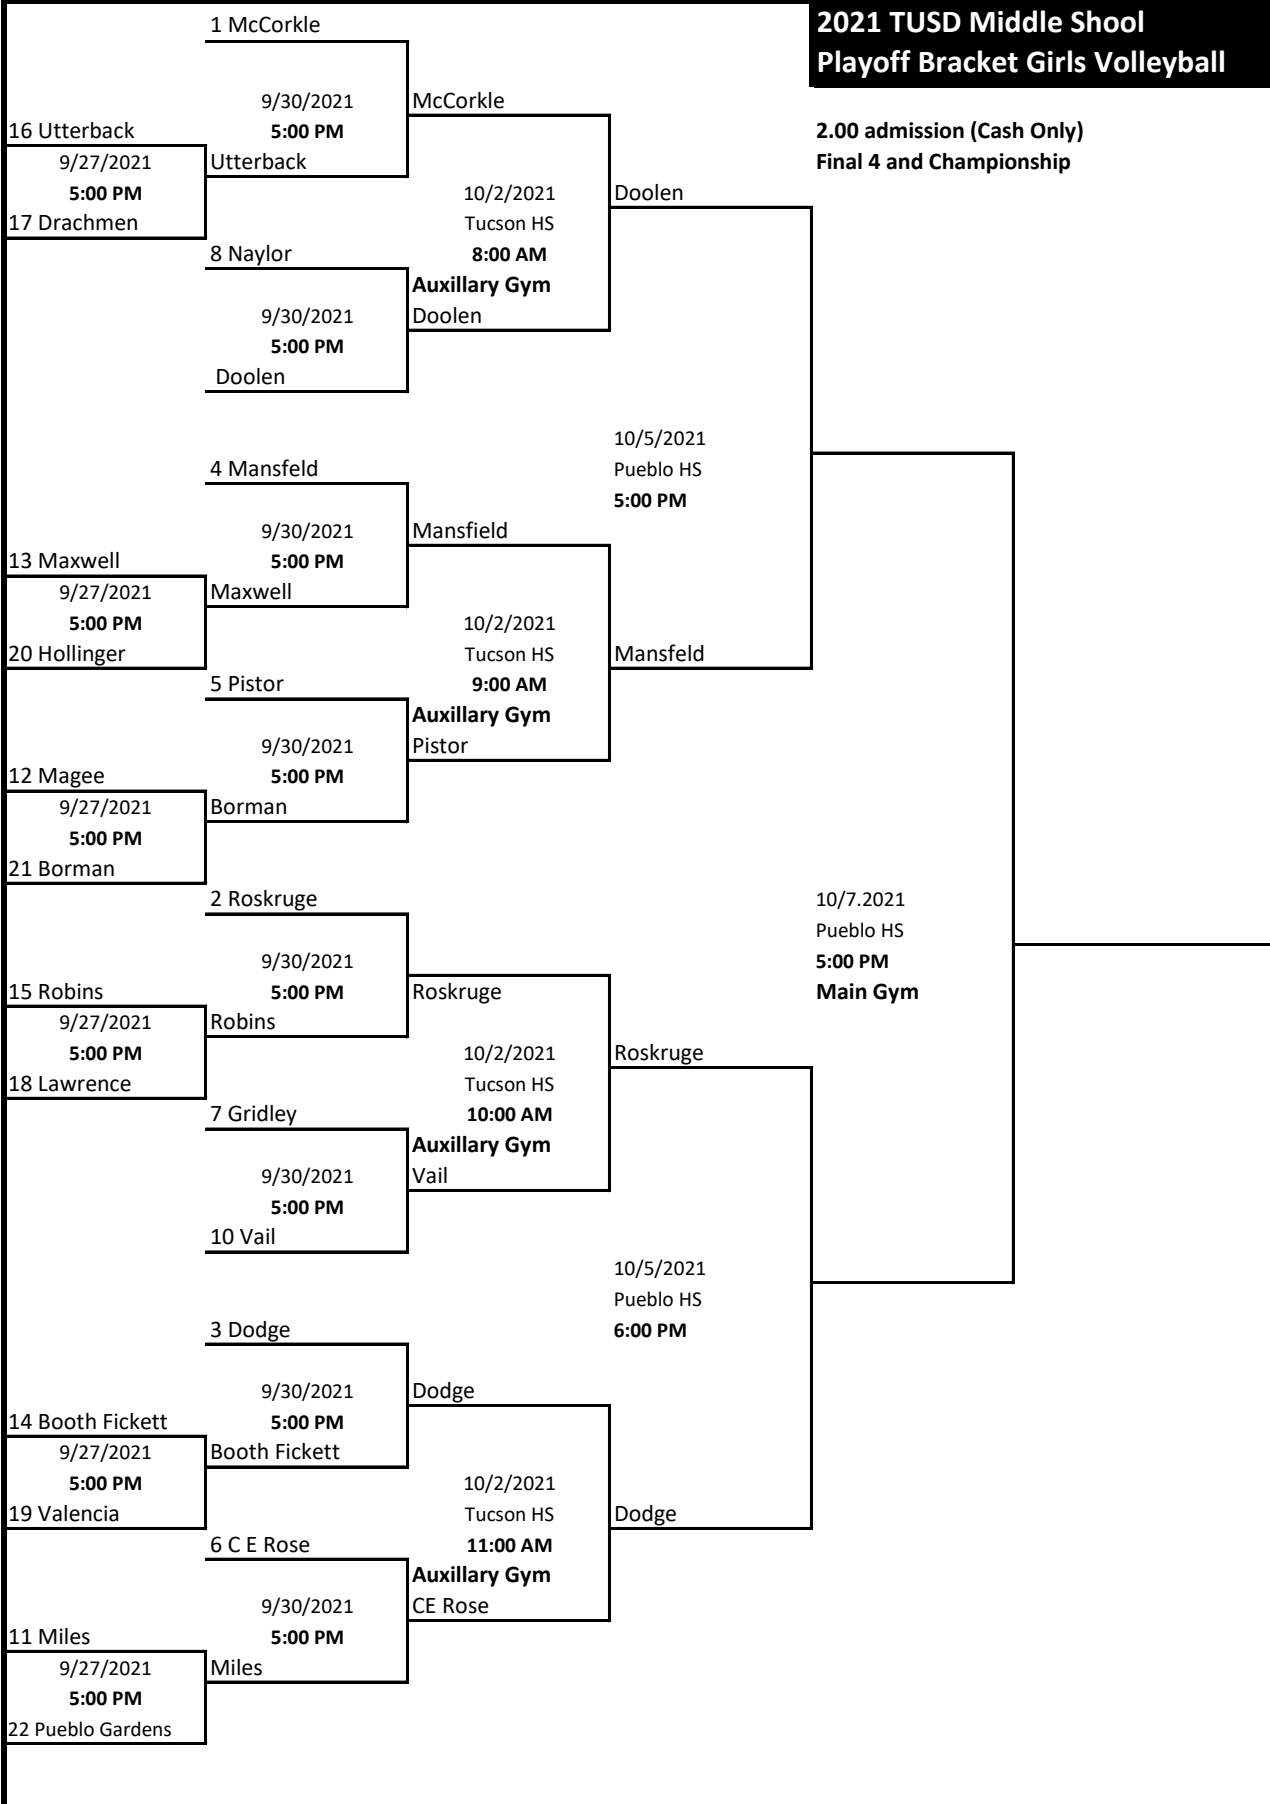 1 McCorkle
2021 TUSD Middle Shool
Playoff Bracket Girls Volleyball
9/30/2021
McCorkle
16 Utterback
5:00 PM
2.00 admission (Cash Only)
9/27/2021
Utterback
Final 4 and Championship
5:00 PM
10/2/2021
Doolen
17 Drachmen
Tucson HS
8 Naylor
8:00 AM
Auxillary Gym
9/30/2021
Doolen
5:00 PM
Doolen
10/5/2021
4 Mansfeld
Pueblo HS
5:00 PM
9/30/2021
Mansfield
13 Maxwell
5:00 PM
9/27/2021
Maxwell
5:00 PM
10/2/2021
20 Hollinger
Tucson HS
Mansfeld
5 Pistor
9:00 AM
Auxillary Gym
9/30/2021
Pistor
12 Magee
5:00 PM
9/27/2021
Borman
5:00 PM
21 Borman
2 Roskruge
10/7.2021
Pueblo HS
9/30/2021
5:00 PM
15 Robins
5:00 PM
Roskruge
Main Gym
9/27/2021
Robins
5:00 PM
10/2/2021
Roskruge
18 Lawrence
Tucson HS
7 Gridley
10:00 AM
Auxillary Gym
9/30/2021
Vail
5:00 PM
10 Vail
10/5/2021
Pueblo HS
3 Dodge
6:00 PM
9/30/2021
Dodge
14 Booth Fickett
5:00 PM
9/27/2021
Booth Fickett
5:00 PM
10/2/2021
19 Valencia
Tucson HS
Dodge
6 C E Rose
11:00 AM
Auxillary Gym
9/30/2021
CE Rose
11 Miles
5:00 PM
9/27/2021
Miles
5:00 PM
22 Pueblo Gardens